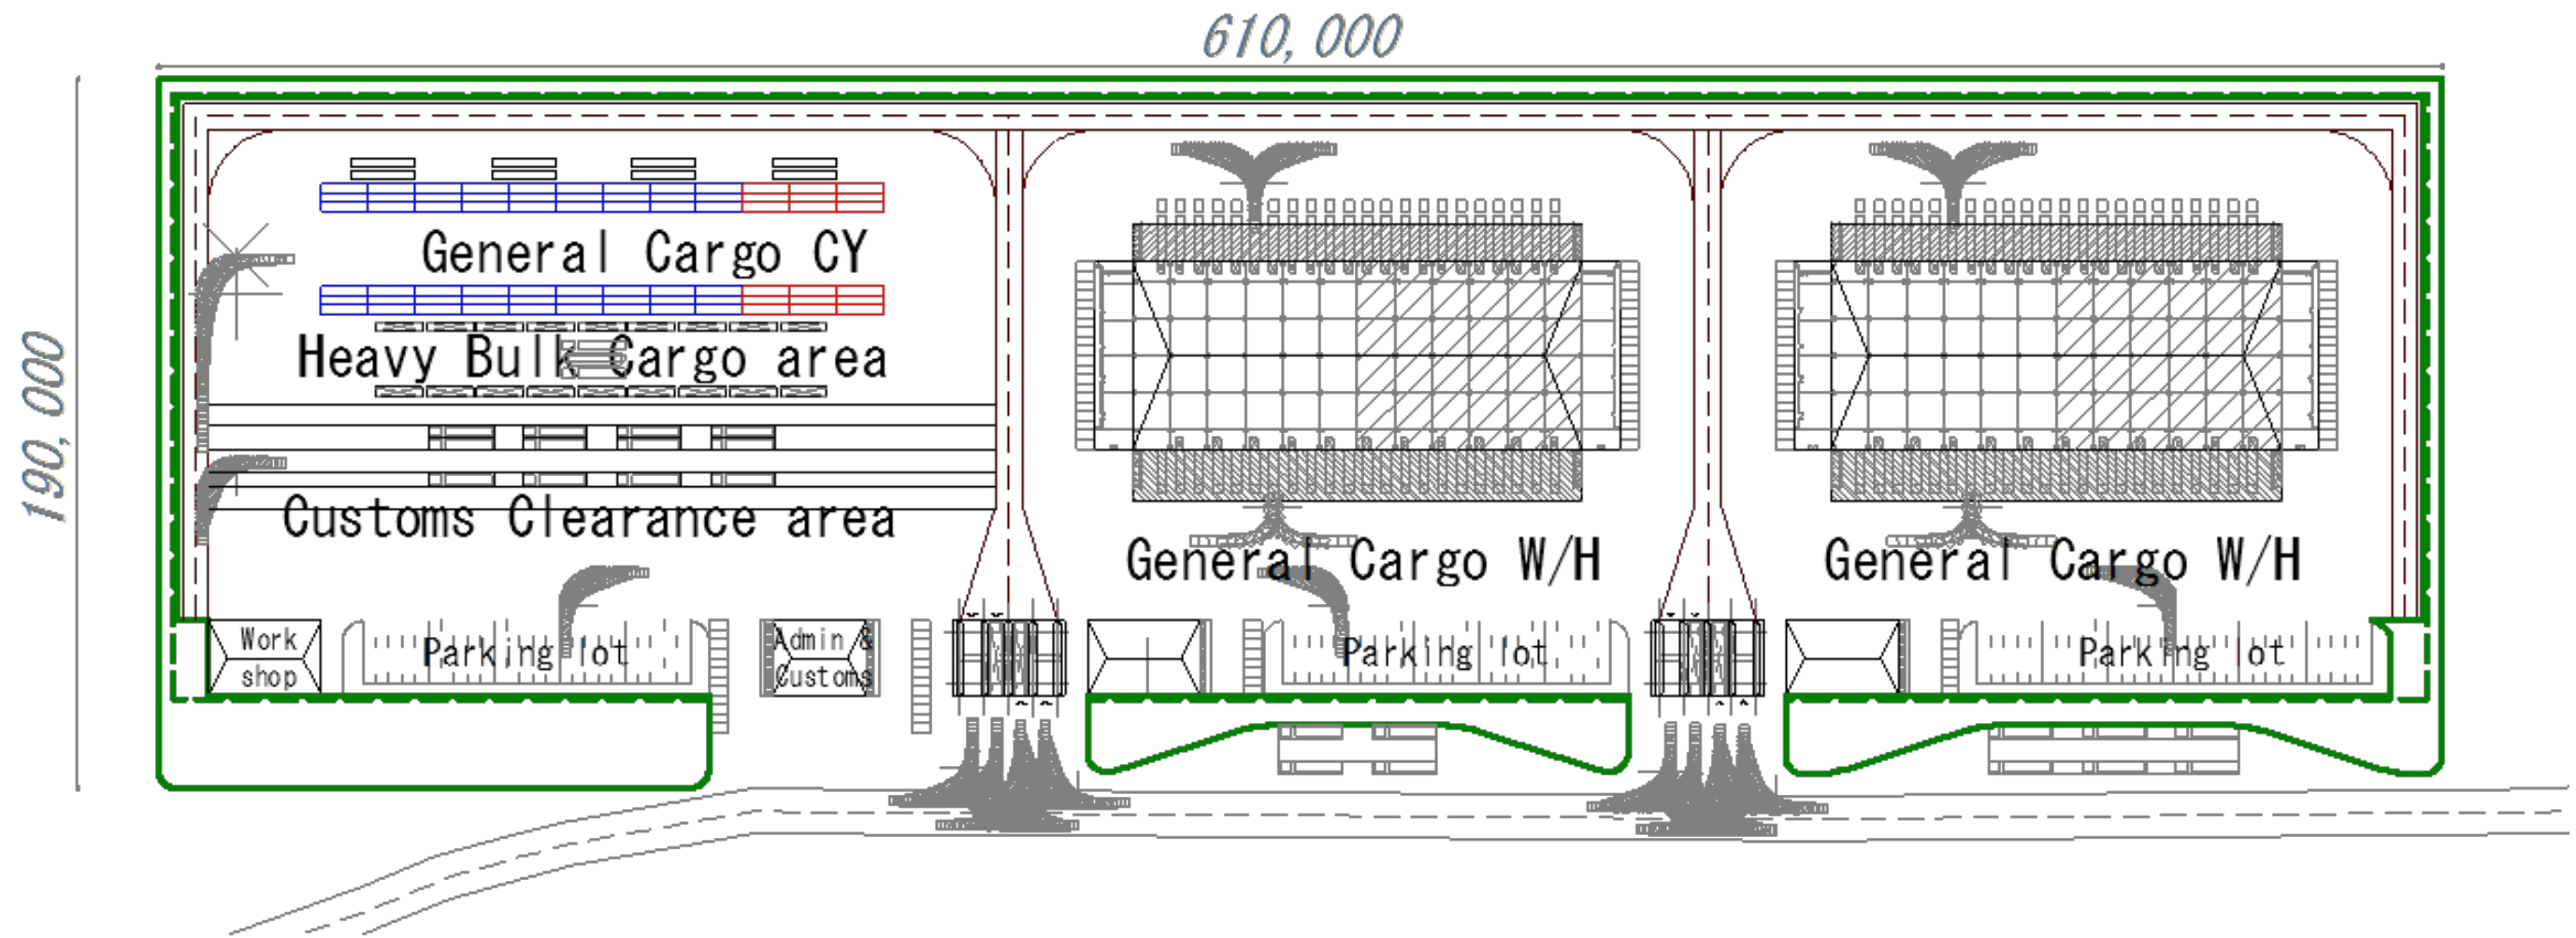 610,000
190,000
General Cargo CY
Heavy Bulk Cargo area
Customs Clearance area
General Cargo W/H
General Cargo W/H
Work
shop
Parking lot
Admin &
Customs
Parking lot
Parking lot